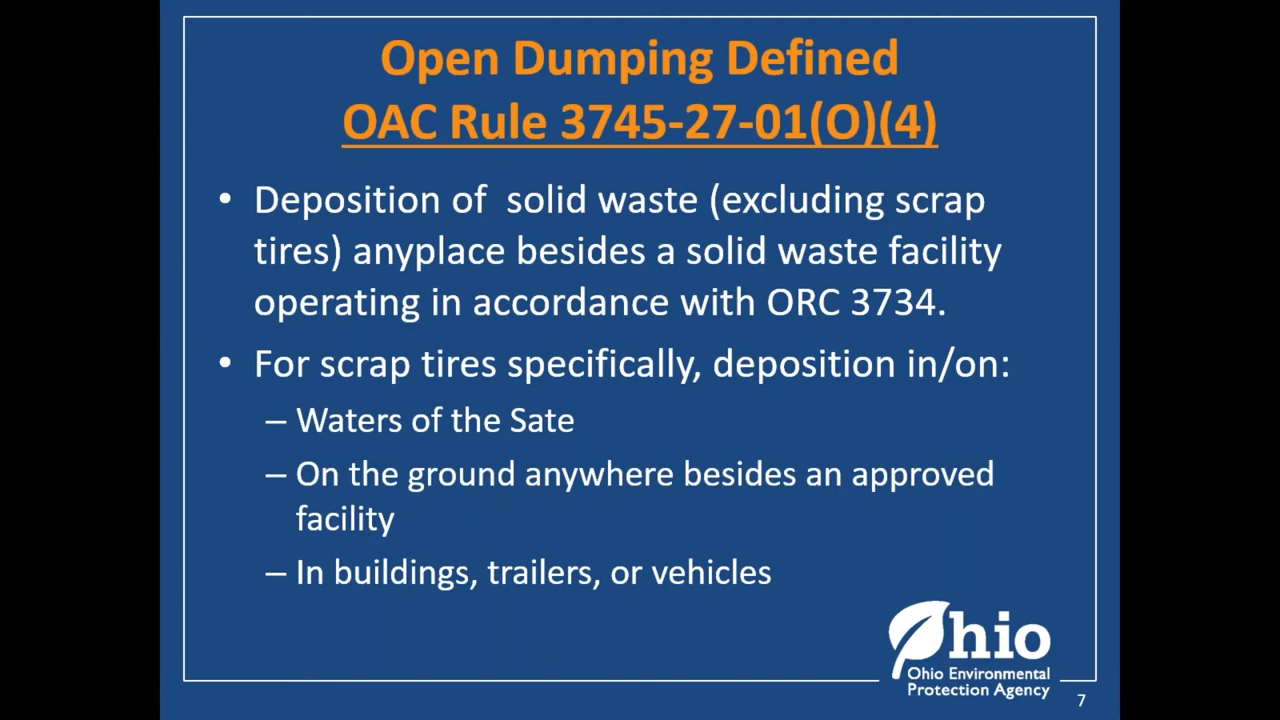 Open Dumping Defined
OAC Rule 3745-27-01(O)(4)
• Deposition of  solid waste (excluding scrap
tires) anyplace besides a solid waste facility
operating in accordance with ORC 3734.
• For scrap tires specifically, deposition in/on:
– Waters of the Sate
– On the ground anywhere besides an approved
facility
– In buildings, trailers, or vehicles
Ohio
Ohio Environmental
Protection Agency
7